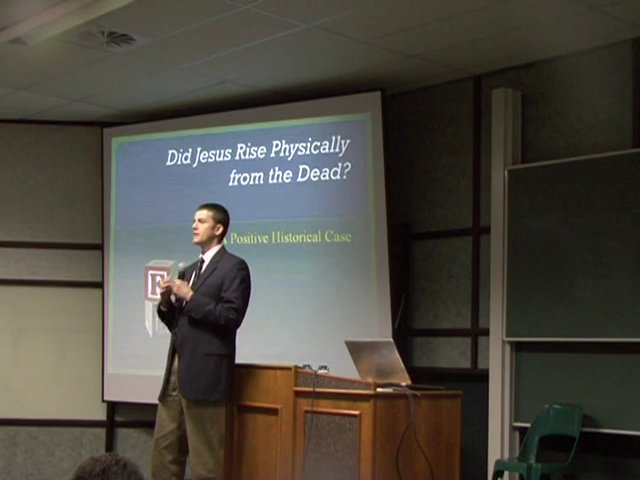 Did Jesus Rise Physically
from the Dead?
Positive Historical Case